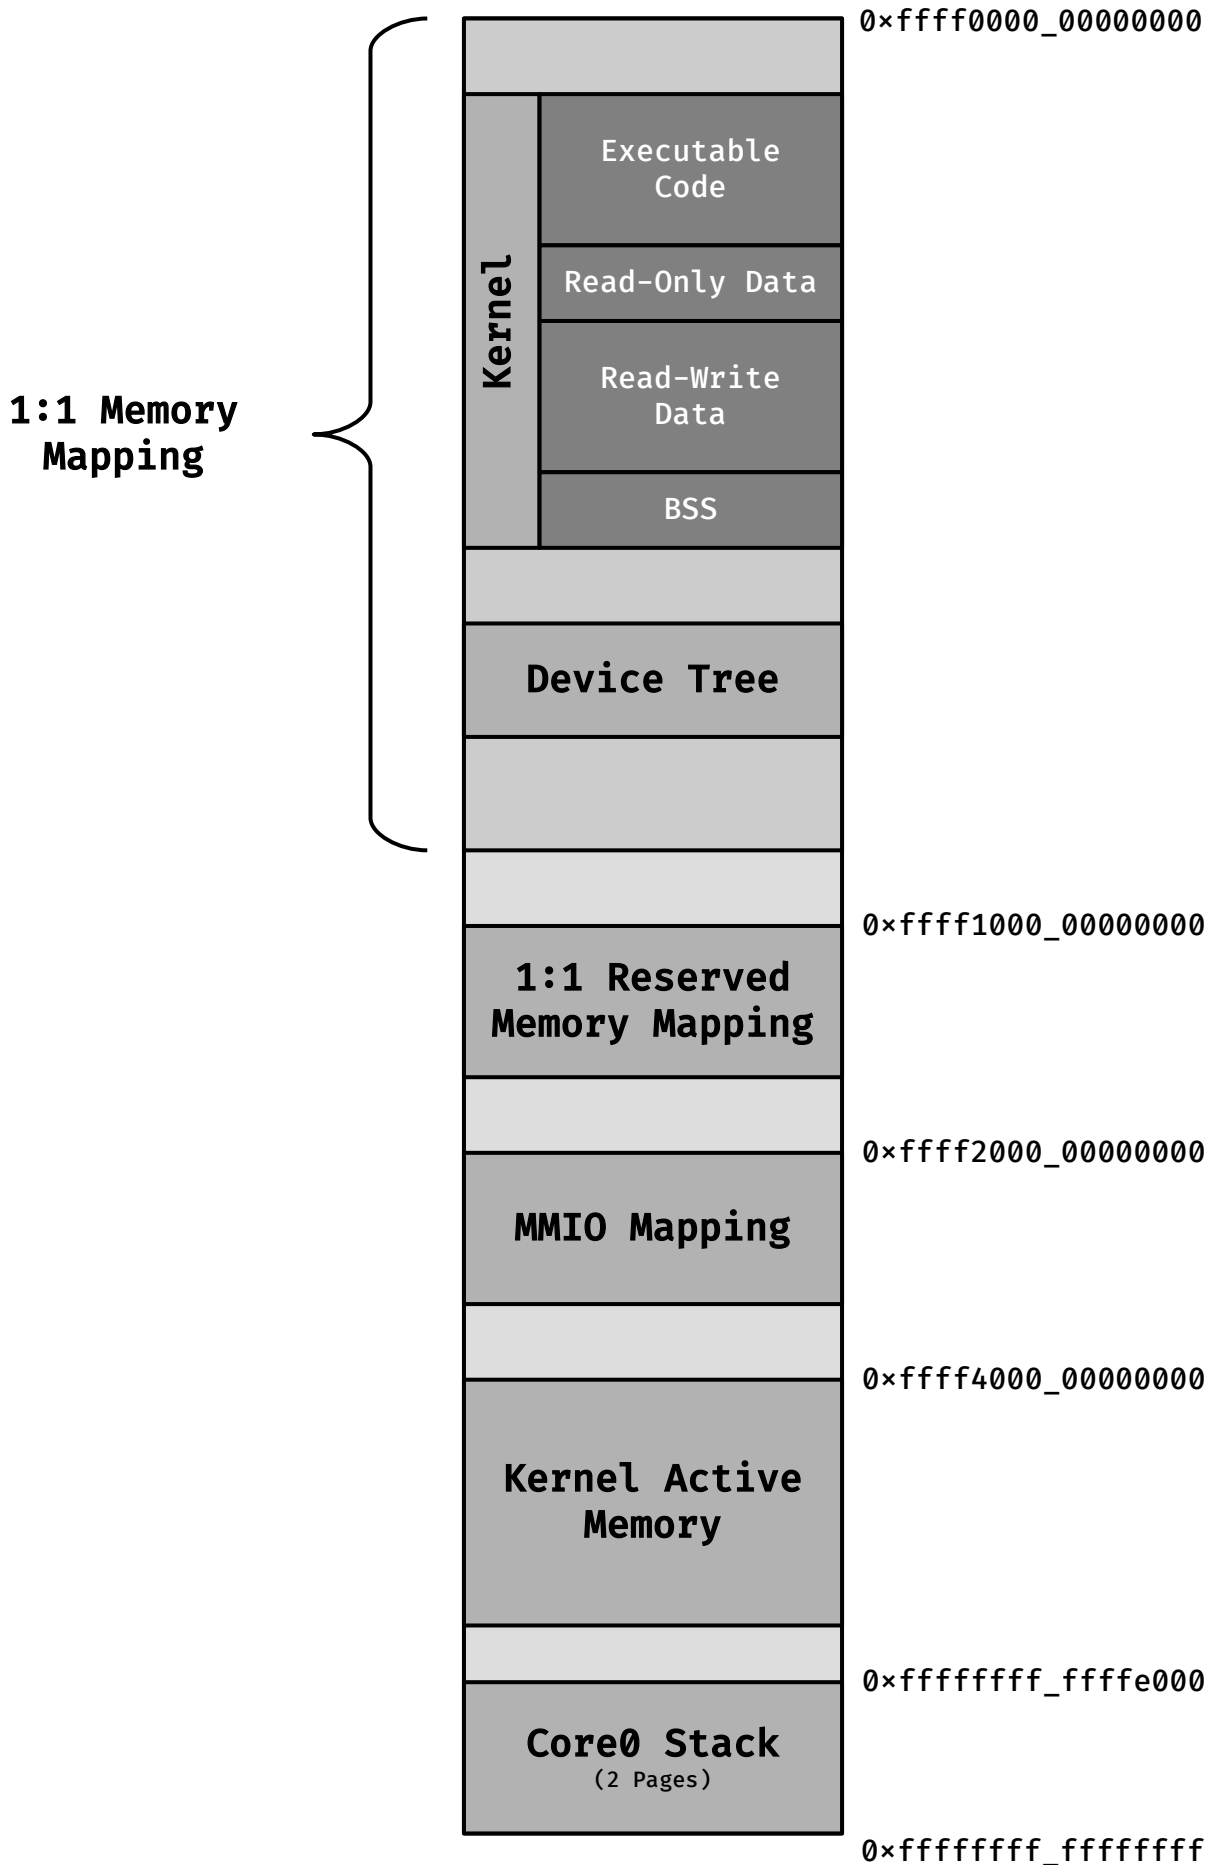 0×ffff0000_00000000
Executable
Code
Read-Only Data
Kernel
Read-Write
Data
1:1 Memory
Mapping
BSS
Device Tree
0×ffff1000_00000000
1:1 Reserved
Memory Mapping
0×ffff2000_00000000
MMIO Mapping
0×ffff4000_00000000
Kernel Active
Memory
0×ffffffff_ffffe000
Core0 Stack
(2 Pages)
0×ffffffff_ffffffff